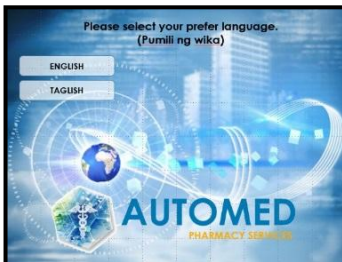 Please select your prefer language.
(Pumili ng wika)
ENGLISH
TAGLISH
AUTOMED
PHARMACY SERVICES